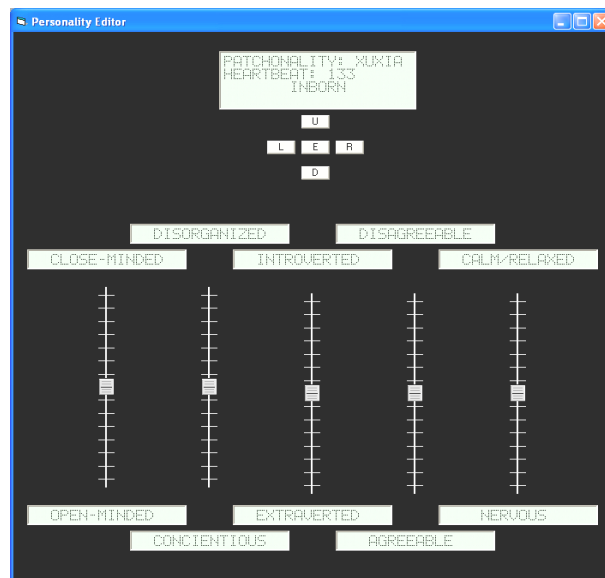 Personality Editor
PATCHONALITY: XUXIA
HEARTBEAT: 133
INBORN
U
L E R
D
DISORGANIZED DISAGREEABLE
CLOSE-MINDED INTROVERTED CALM/RELAXED
OPEN-MINDED EXTRAVERTED NERVOUS
CONCIENTIOUS AGREEABLE